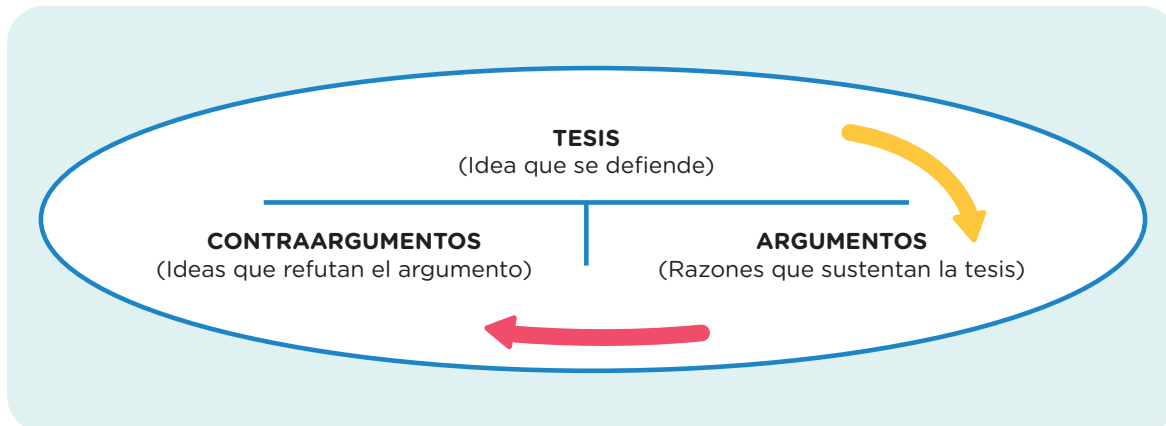 TESIS
(Idea que se defiende)
CONTRAARGUMENTOS
(Ideas que refutan el argumento)
ARGUMENTOS
(Razones que sustentan la tesis)